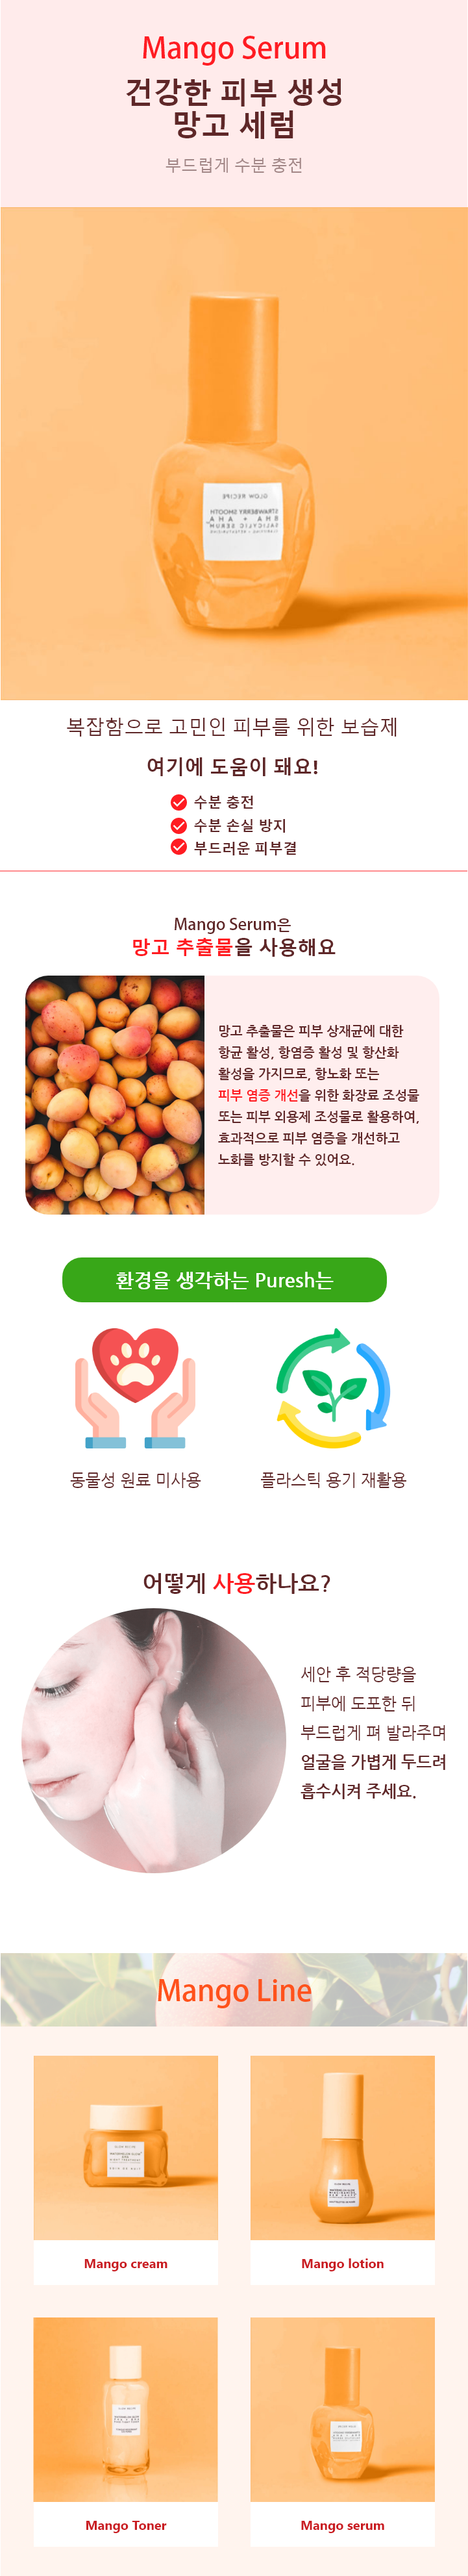 Mango Serum
건강한 피부 생성
망고 세럼
부드럽게 수분 충전
GLOW RECIPE
STRAWBERRY SMOOTH
BHA + AHA
SALICYLIC SERUM
복잡함으로 고민인 피부를 위한 보습제
여기에 도움이 돼요!
수분 충전
수분 손실 방지
부드러운 피부결
Mango Serum은
망고 추출물을 사용해요
망고 추출물은 피부 상재균에 대한
항균 활성, 항염증 활성 및 항산화
활성을 가지므로, 항노화 또는
피부 염증 개선을 위한 화장료 조성물
또는 피부 외용제 조성물로 활용하여,
효과적으로 피부 염증을 개선하고
노화를 방지할 수 있어요.
환경을 생각하는 Puresh는
동물성 원료 미사용
플라스틱 용기 재활용
어떻게 사용하나요?
세안 후 적당량을
피부에 도포한 뒤
부드럽게 펴 발라주며
얼굴을 가볍게 두드려
흡수시켜 주세요.
Mango Line
GLOW RECIPE
Mango cream
GLOW RECIPE
Mango lotion
Mango Toner
Mango serum